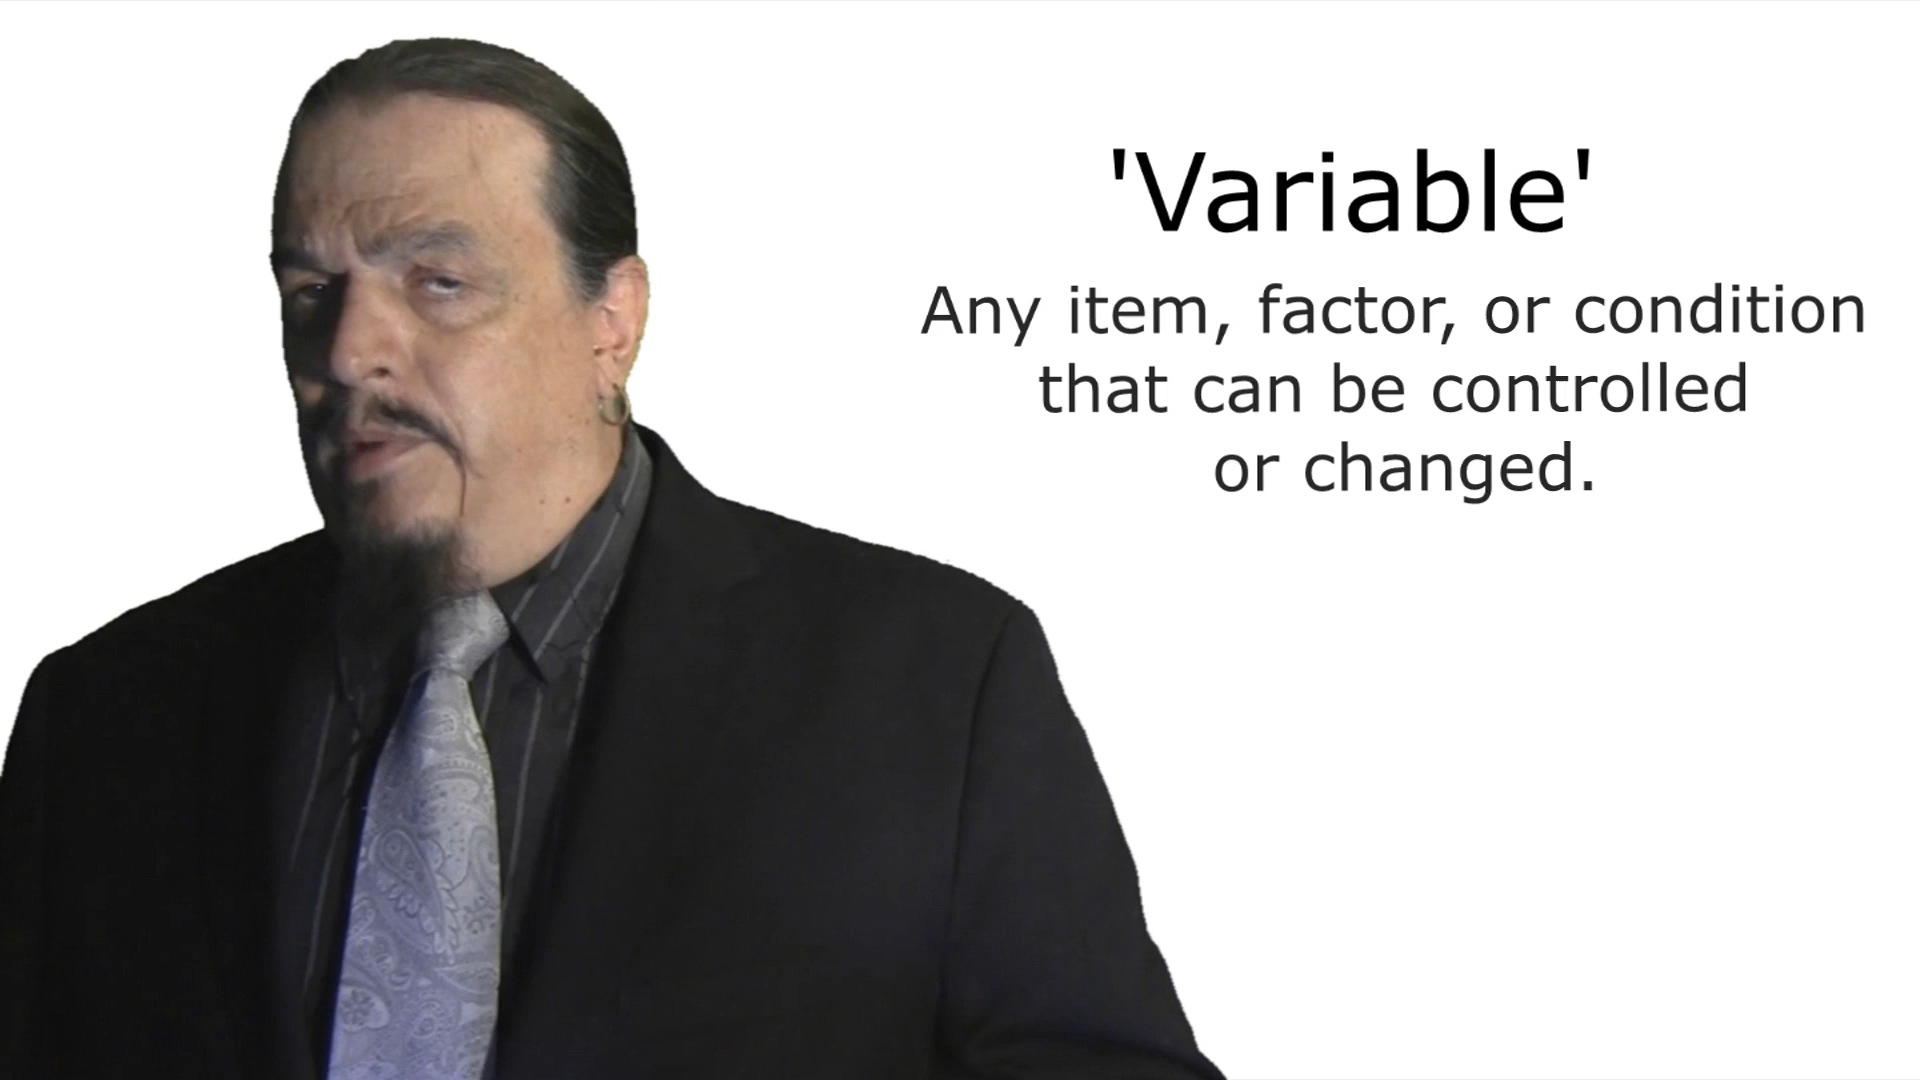 'Variable'
Any item, factor, or condition
that can be controlled
or changed.